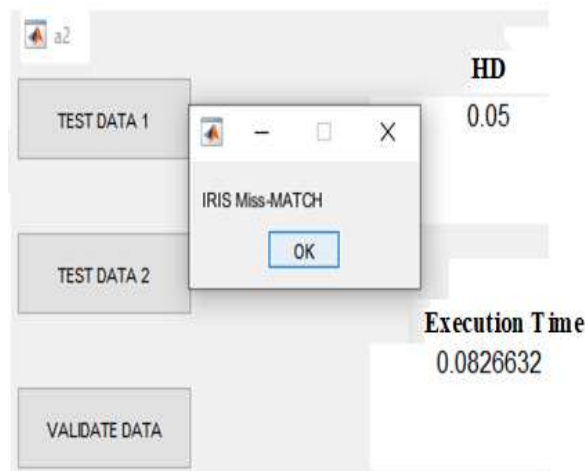 a2
HD
TEST DATA 1
0.05
IRIS Miss-MATCH
OK
TEST DATA 2
Execution Time
0.0826632
VALIDATE DATA